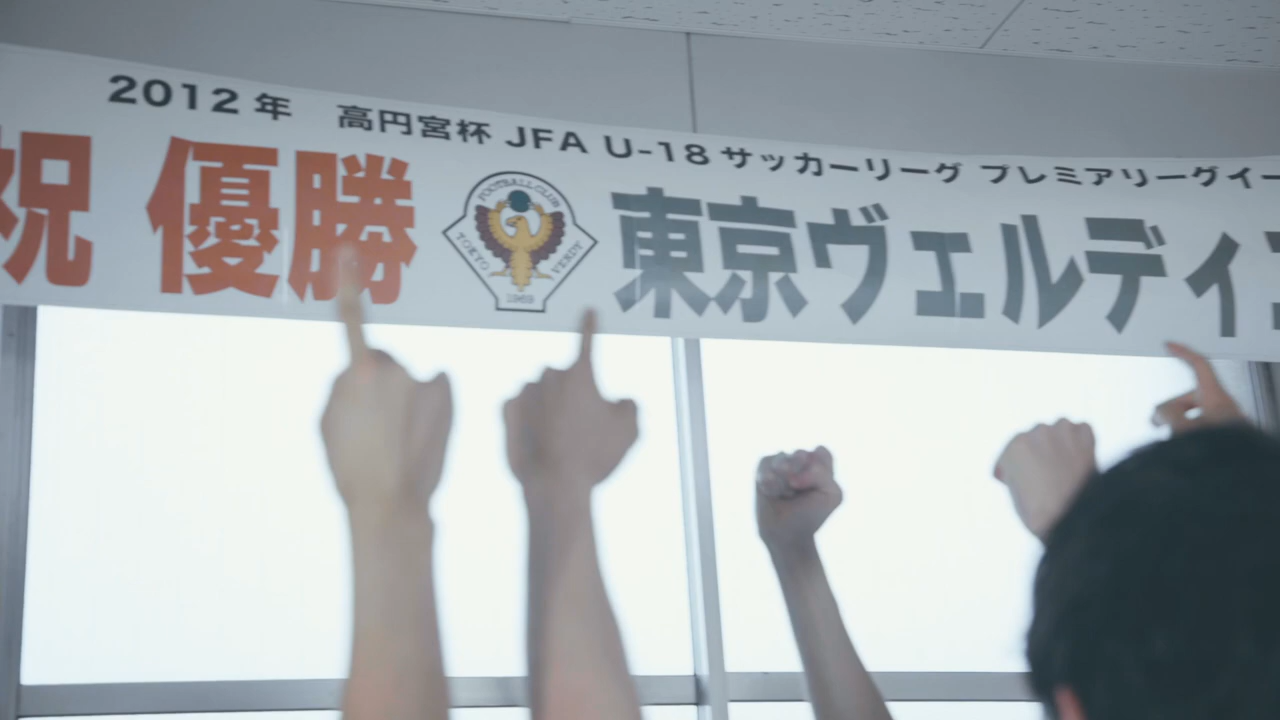 2012年 高円宮杯 JFA U-18サッカーリーグ プレミアリーグイー
祝 優勝
FOOTBALL CLUB
TOKYO VERDY
1969
東京ヴェルディ